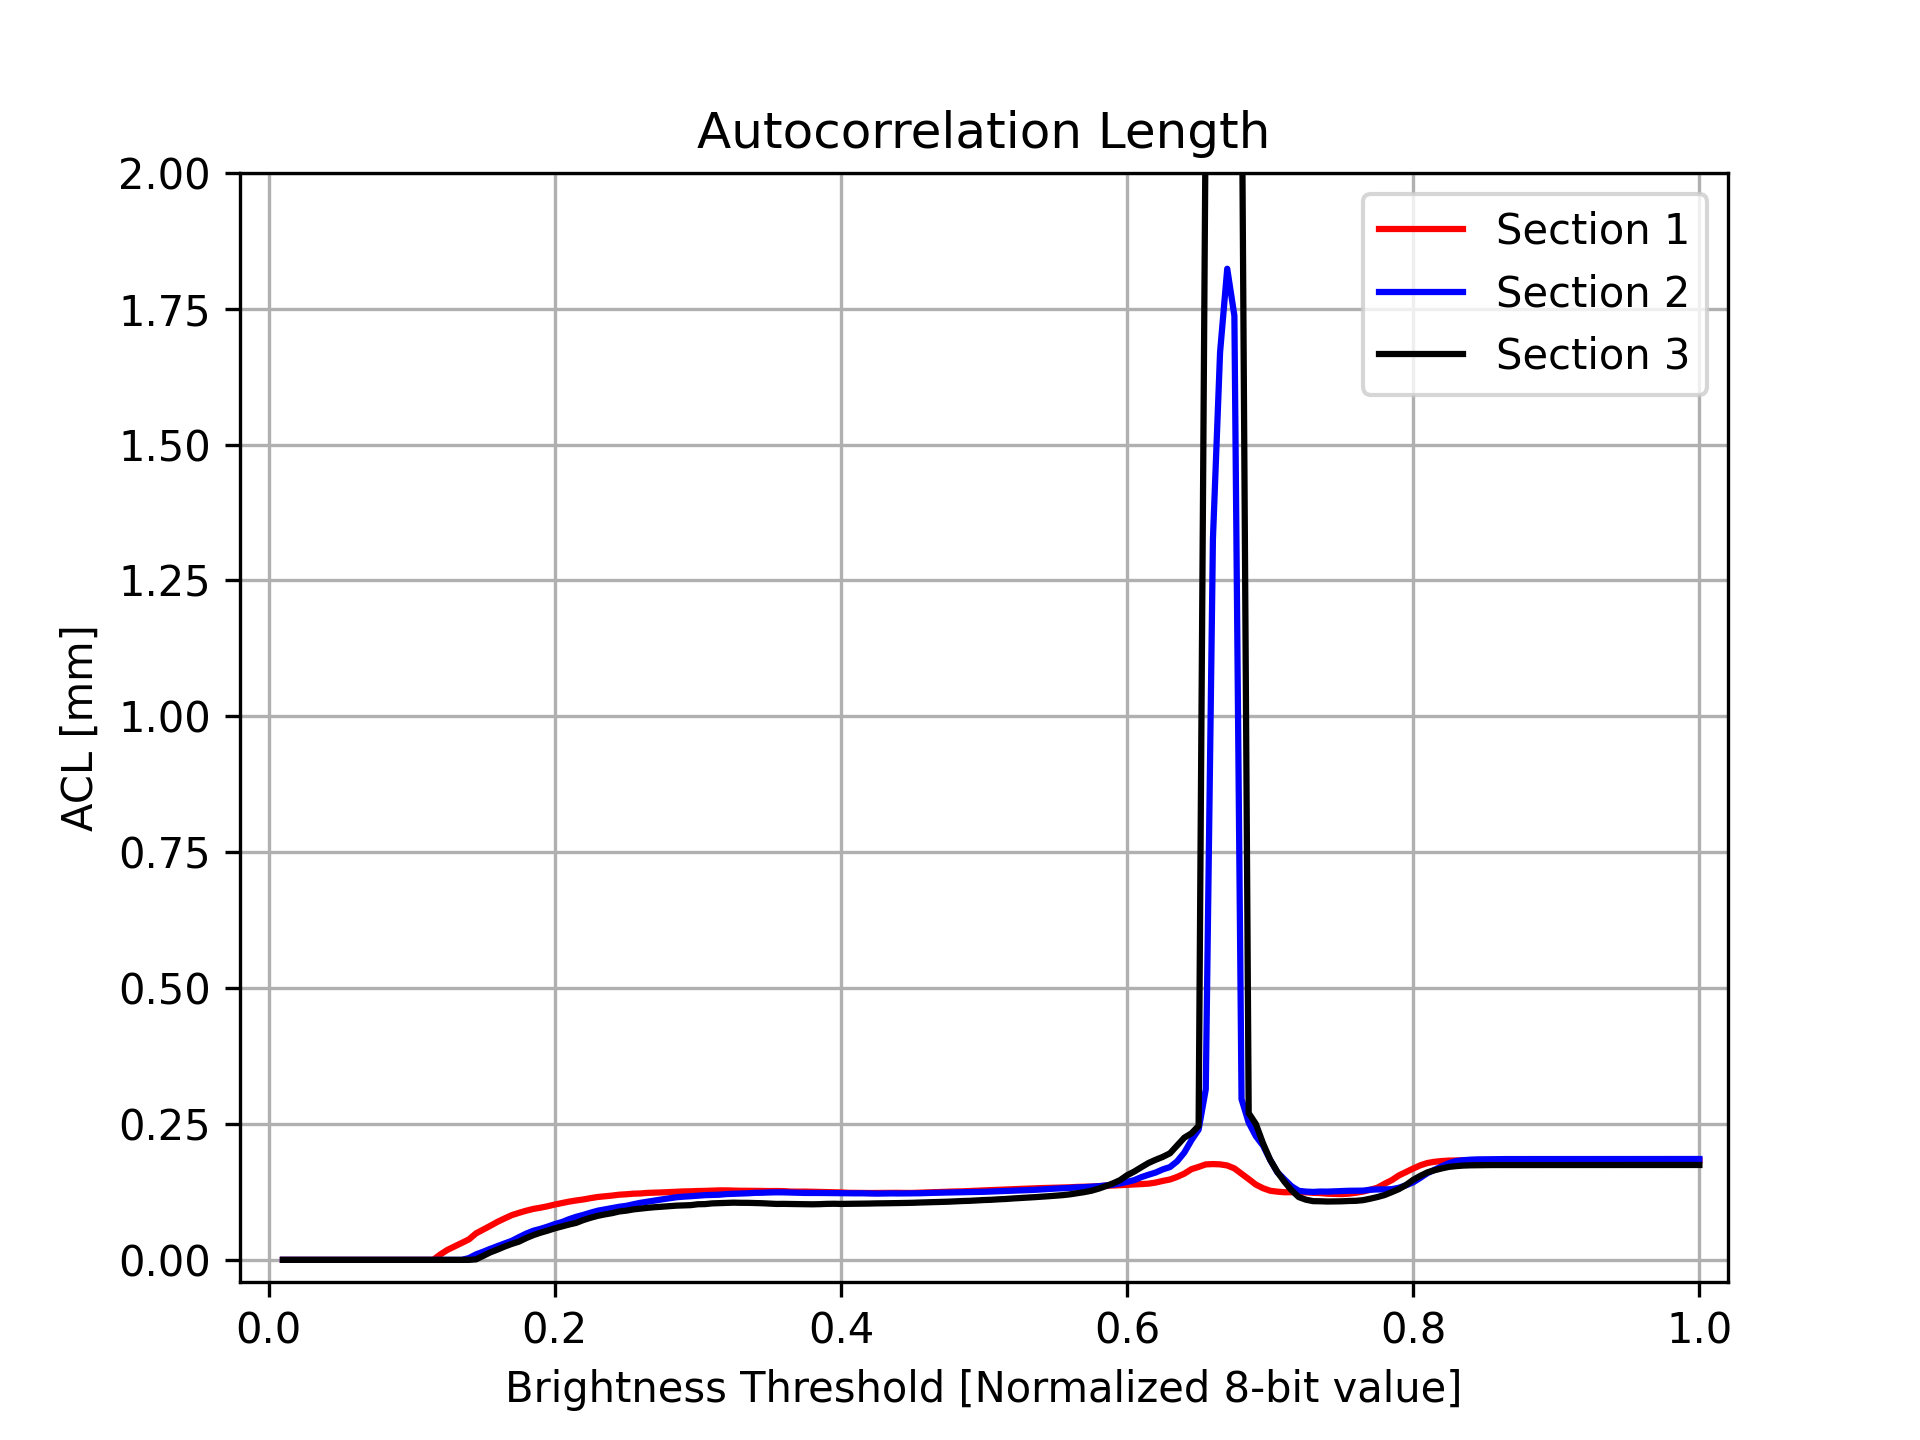 Autocorrelation Length
2.00
1.75
1.50
1.25
1.00
0.75
0.50
0.25
0.00
ACL [mm]
Section 1
Section 2
Section 3
0.0 0.2 0.4 0.6 0.8 1.0
Brightness Threshold [Normalized 8-bit value]